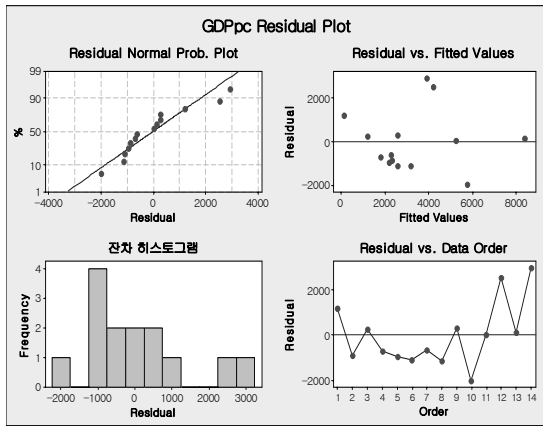 GDPpc Residual Plot
Residual Normal Prob. Plot
99
90
50
10
1
%
-4000 -2000 0 2000 4000
Residual
Residual vs. Fitted Values
2000
0
-2000
Residual
0 2000 4000 6000 8000
Fitted Values
잔차 히스토그램
4
3
2
1
0
Frequency
-2000 -1000 0 1000 2000 3000
Residual
Residual vs. Data Order
2000
0
-2000
Residual
1 2 3 4 5 6 7 8 9 10 11 12 13 14
Order